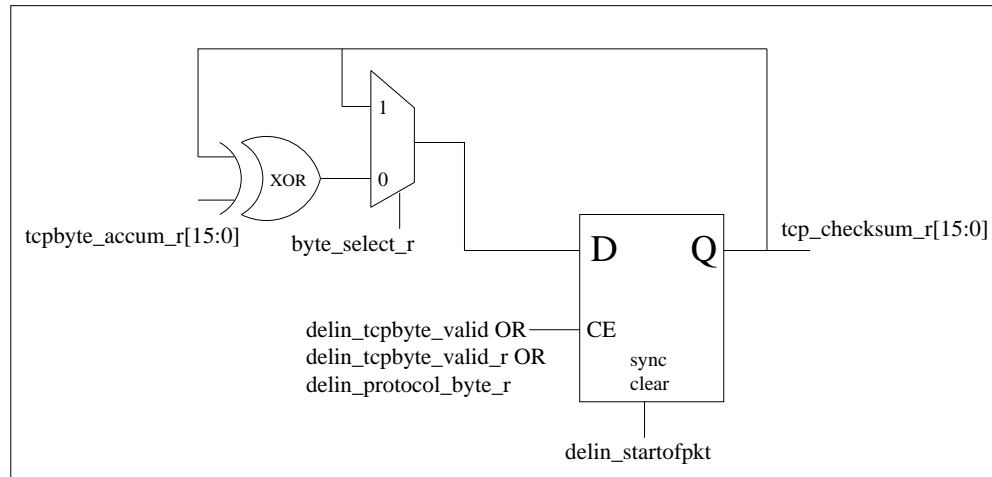 1
XOR
0
tcpbyte_accum_r[15:0]
byte_select_r
tcp_checksum_r[15:0]
D
Q
delin_tcpbyte_valid OR
CE
delin_tcpbyte_valid_r OR
delin_protocol_byte_r
sync
clear
delin_startofpkt